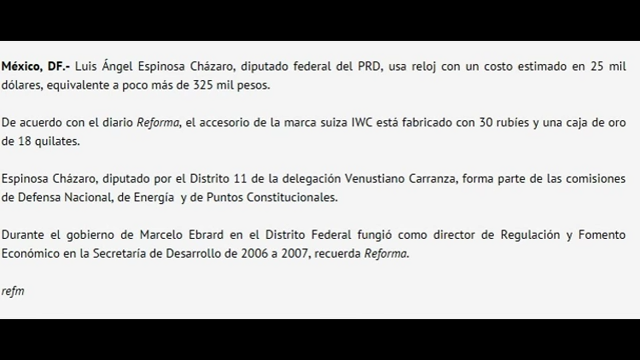 México, DF.- Luis Ángel Espinosa Cházaro, diputado federal del PRD, usa reloj con un costo estimado en 25 mil
dólares, equivalente a poco más de 325 mil pesos.
De acuerdo con el diario Reforma, el accesorio de la marca suiza IWC está fabricado con 30 rubíes y una caja de oro
de 18 quilates.
Espinosa Cházaro, diputado por el Distrito 11 de la delegación Venustiano Carranza, forma parte de las comisiones
de Defensa Nacional, de Energía y de Puntos Constitucionales.
Durante el gobierno de Marcelo Ebrard en el Distrito Federal fungió como director de Regulación y Fomento
Económico en la Secretaría de Desarrollo de 2006 a 2007, recuerda Reforma.
refm